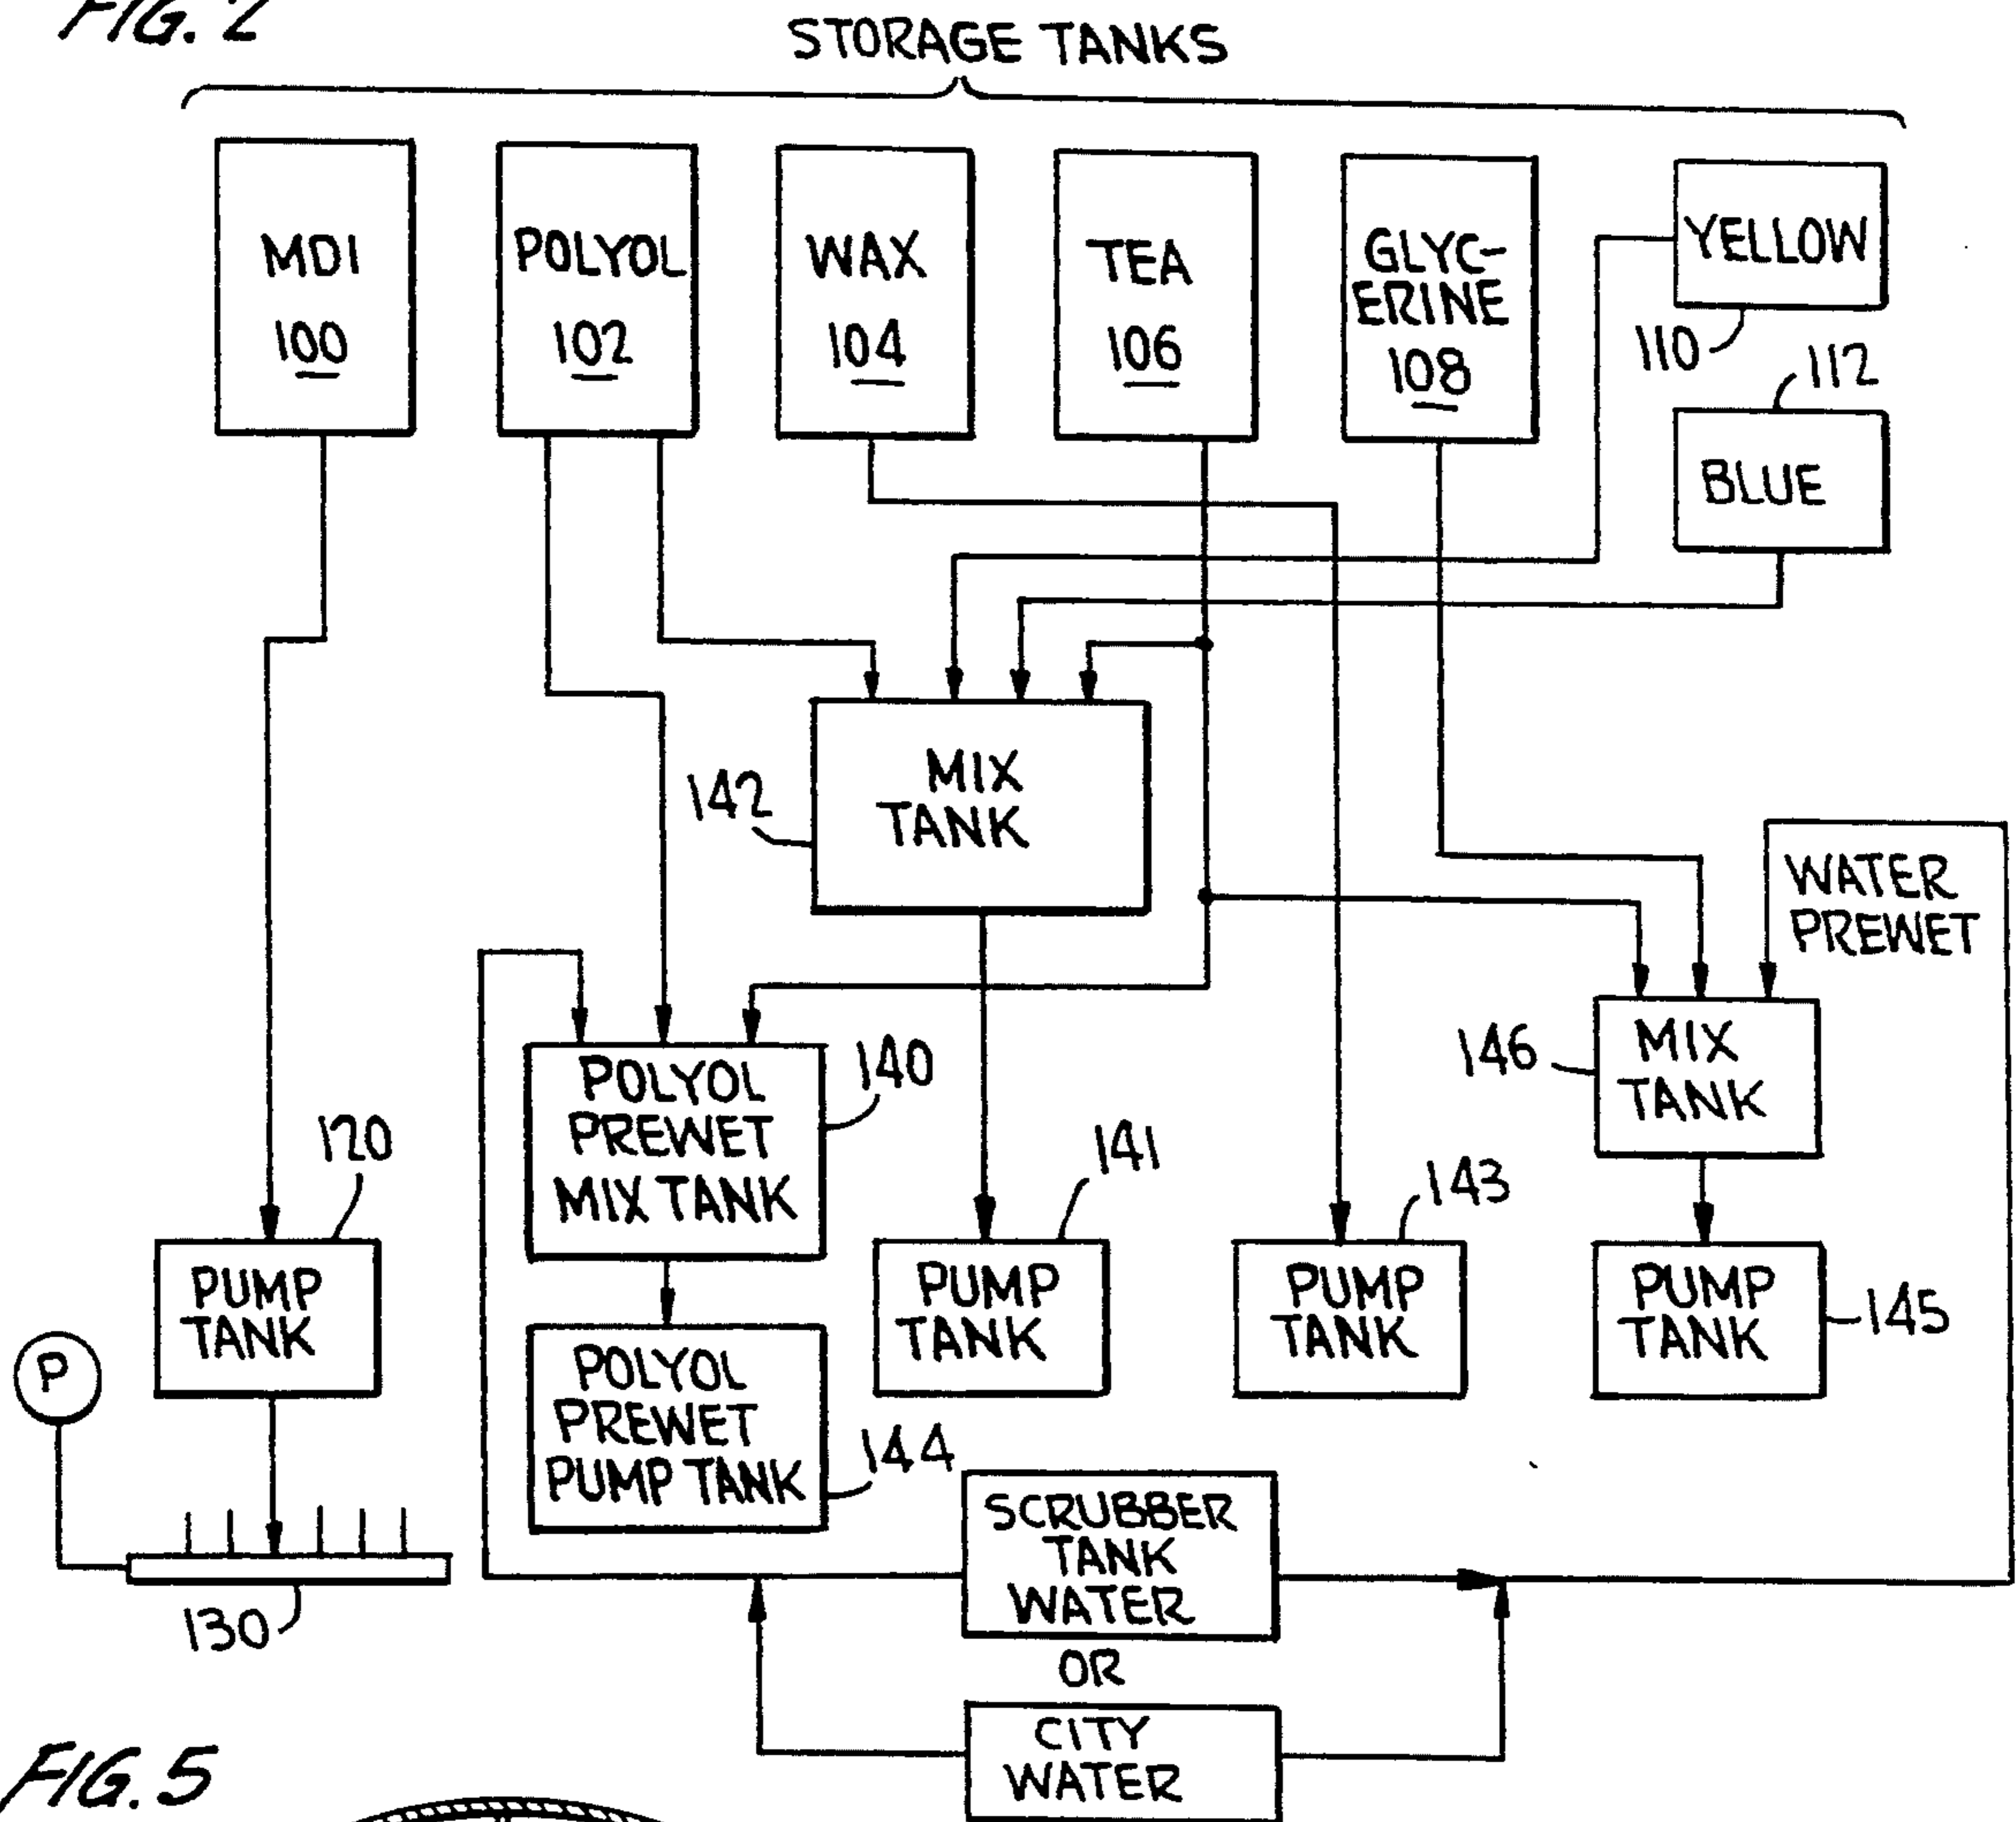 FIG. 2
STORAGE TANKS
MDI
100
POLYOL
102
WAX
104
TEA
106
GLYC-
ERINE
108
YELLOW
110
112
BLUE
142
MIX
TANK
WATER
PREWET
146
MIX
TANK
POLYOL
PREWET
MIX TANK
140
120
141
143
PUMP
TANK
PUMP
TANK
PUMP
TANK
PUMP
TANK
145
P
POLYOL
PREWET
PUMP TANK
144
SCRUBBER
TANK
WATER
130
OR
CITY
WATER
FIG. 5